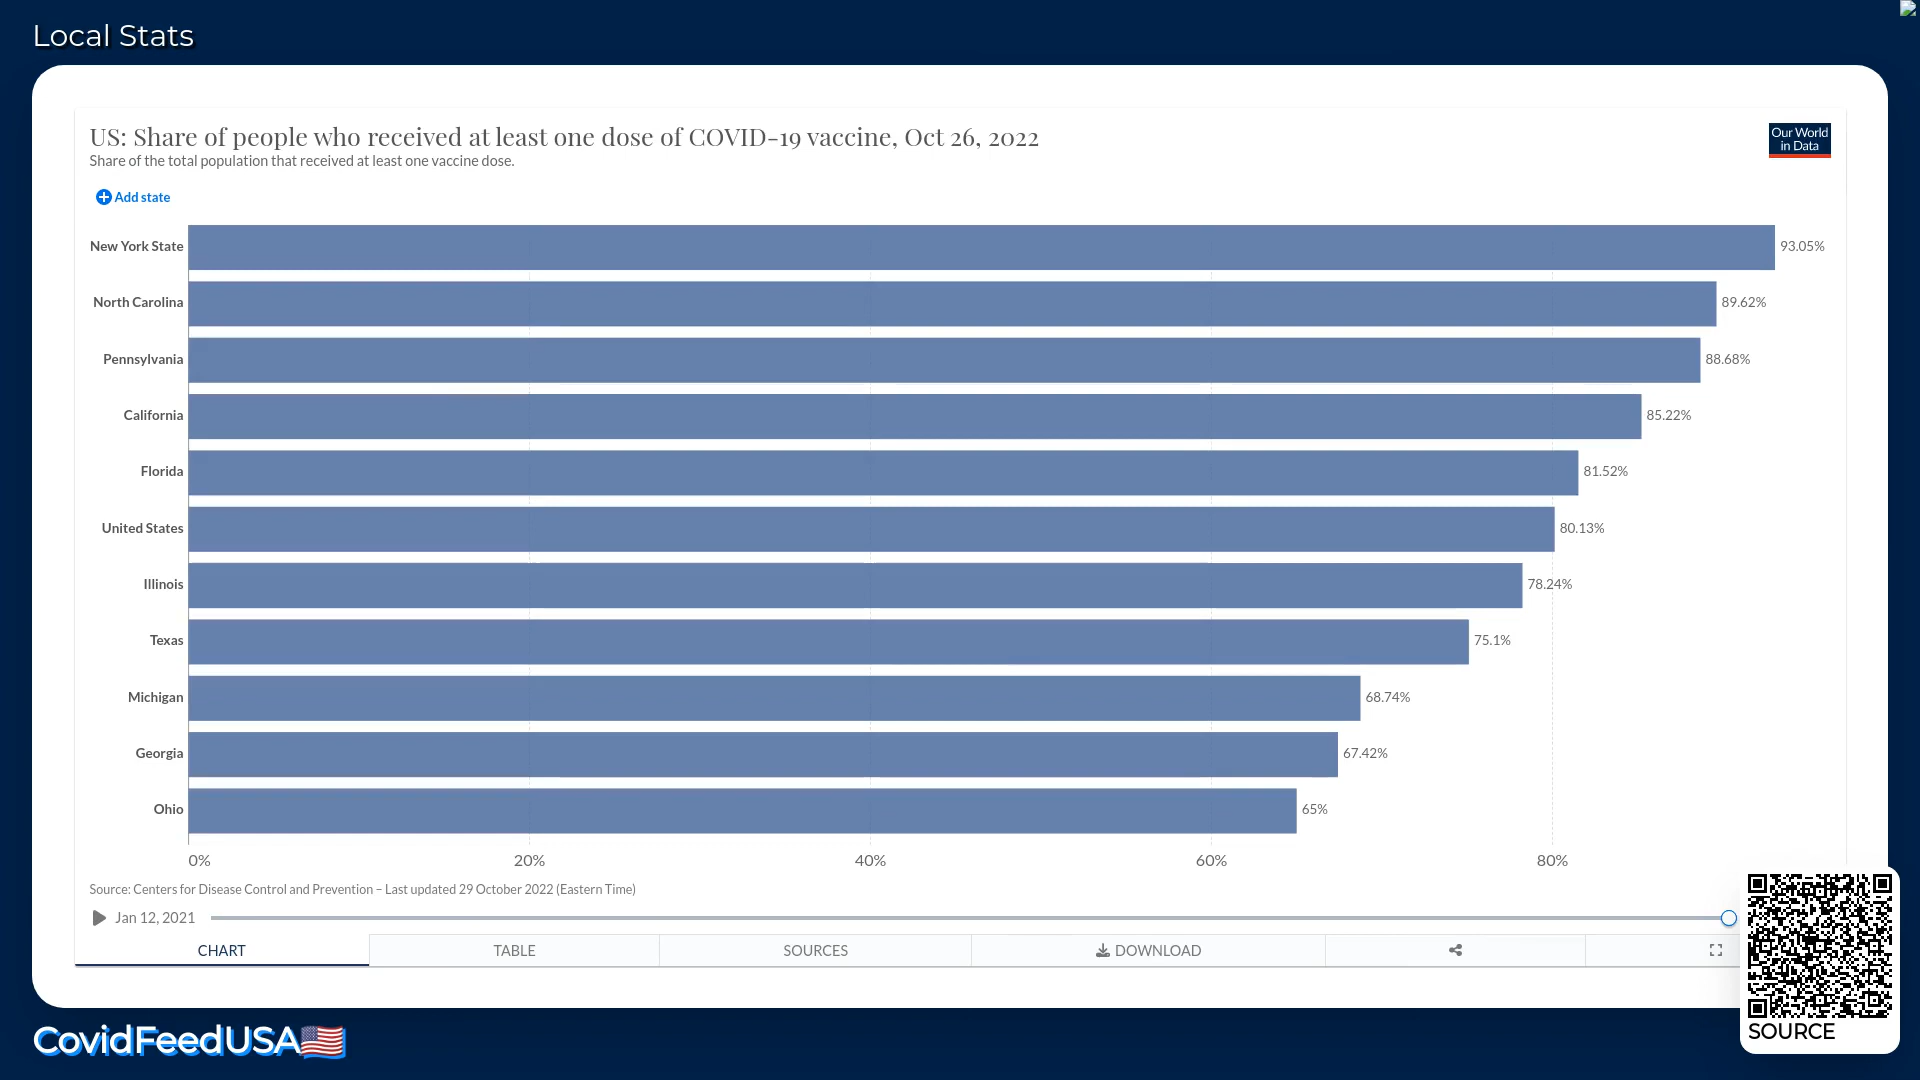 Local Stats
US: Share of people who received at least one dose of COVID-19 vaccine, Oct 26, 2022
Share of the total population that received at least one vaccine dose.
Our World
in Data
Add state
New York State 93.05%
North Carolina 89.62%
Pennsylvania 88.68%
California 85.22%
Florida 81.52%
United States 80.13%
Illinois 78.24%
Texas 75.1%
Michigan 68.74%
Georgia 67.42%
Ohio 65%
0% 20% 40% 60% 80%
Source: Centers for Disease Control and Prevention – Last updated 29 October 2022 (Eastern Time)
Jan 12, 2021
CHART TABLE SOURCES DOWNLOAD
SOURCE
CovidFeedUSA